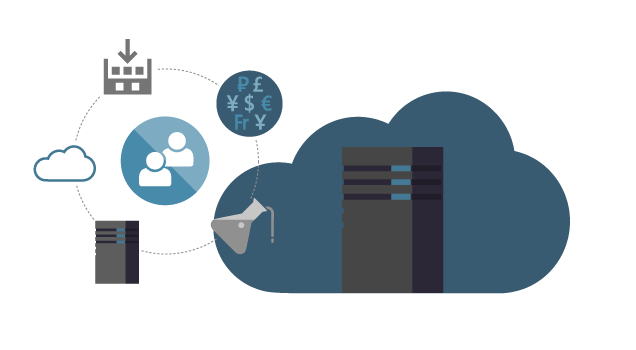 ₽ £
¥ $ €
Fr ¥